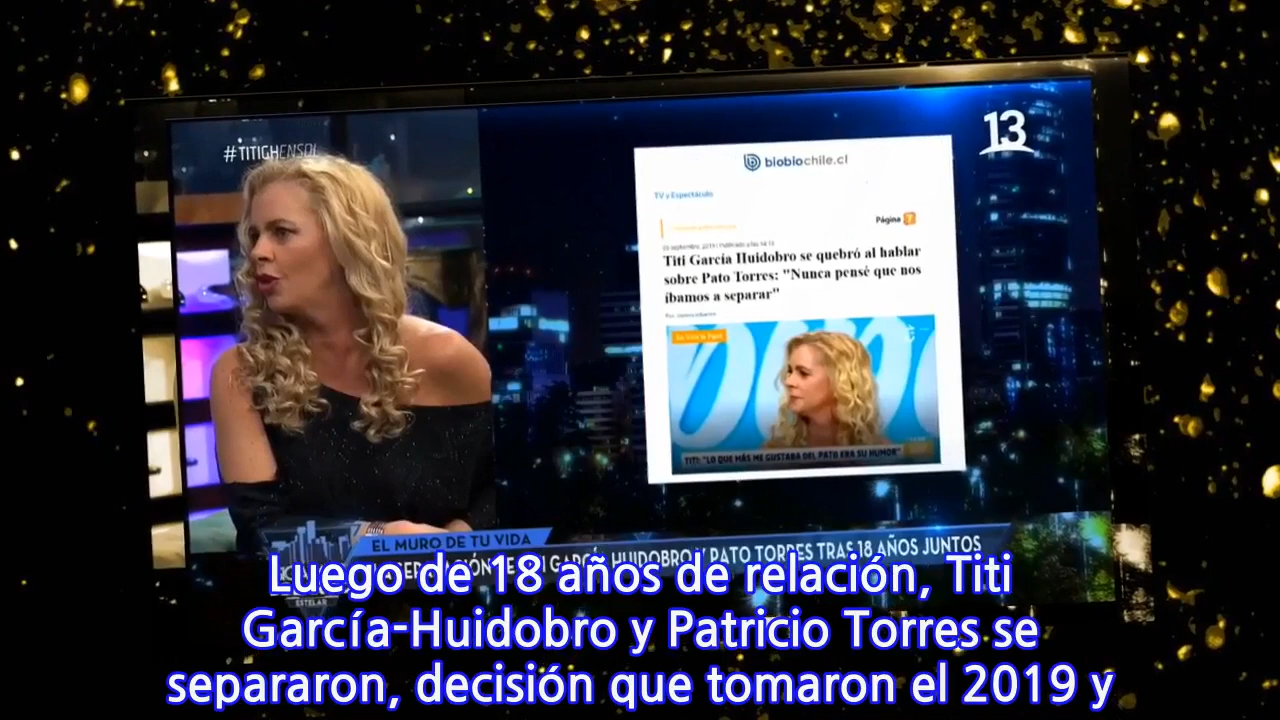 #TITIGHENSOL
13
biobiochile.cl
TV y Espectáculo
Página 7
Titi García Huidobro se quebró al hablar
sobre Pato Torres: "Nunca pensé que nos
íbamos a separar"
TITI: "LO QUE MÁS ME GUSTABA DEL PATO ERA SU HUMOR"
EL MURO DE TU VIDA
HUIDOBRO Y PATO TORRES TRAS 18 AÑOS JUNTOS
ESTELAR
Luego de 18 años de relación, Titi
García-Huidobro y Patricio Torres se
separaron, decisión que tomaron el 2019 y